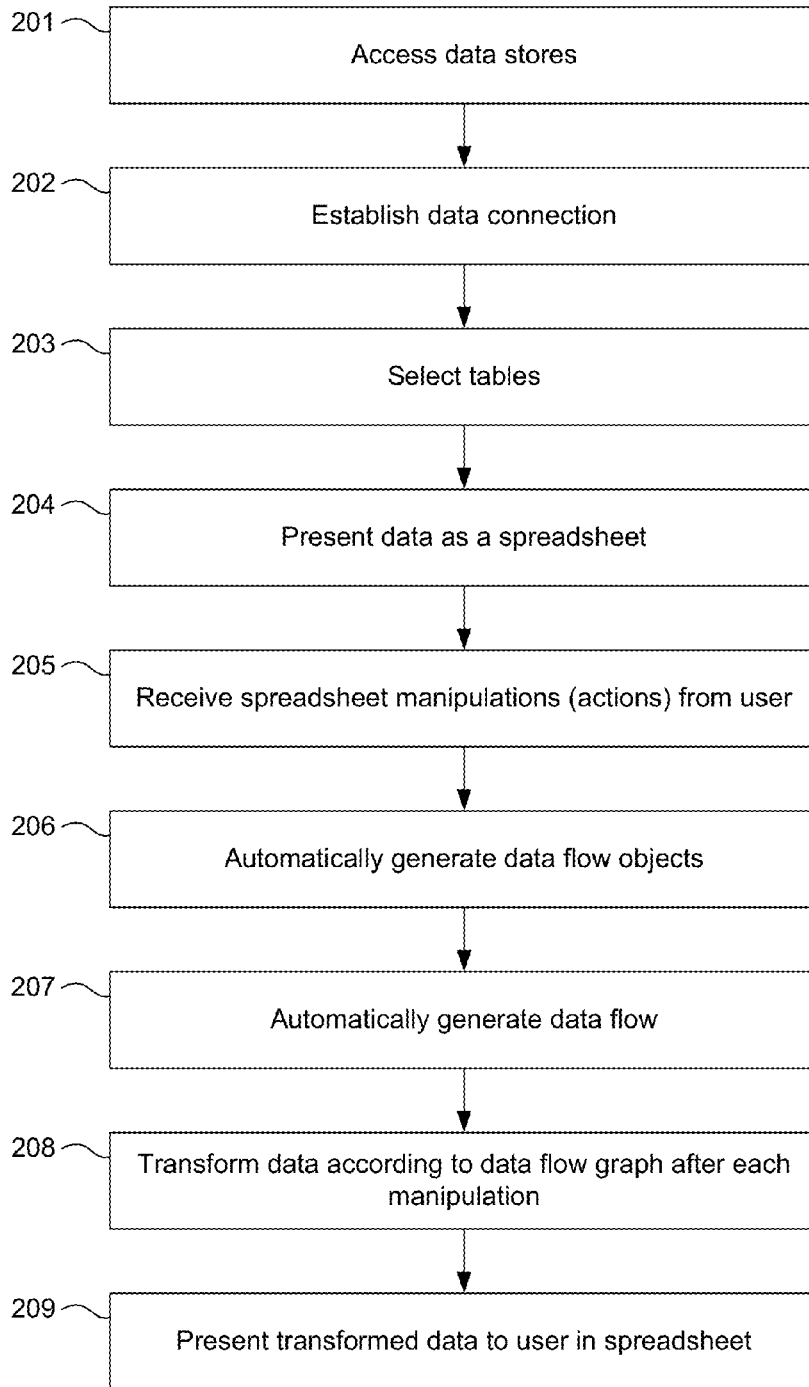 201
Access data stores
202
Establish data connection
203
Select tables
204
Present data as a spreadsheet
205
Receive spreadsheet manipulations (actions) from user
206
Automatically generate data flow objects
207
Automatically generate data flow
208
Transform data according to data flow graph after each
manipulation
209
Present transformed data to user in spreadsheet